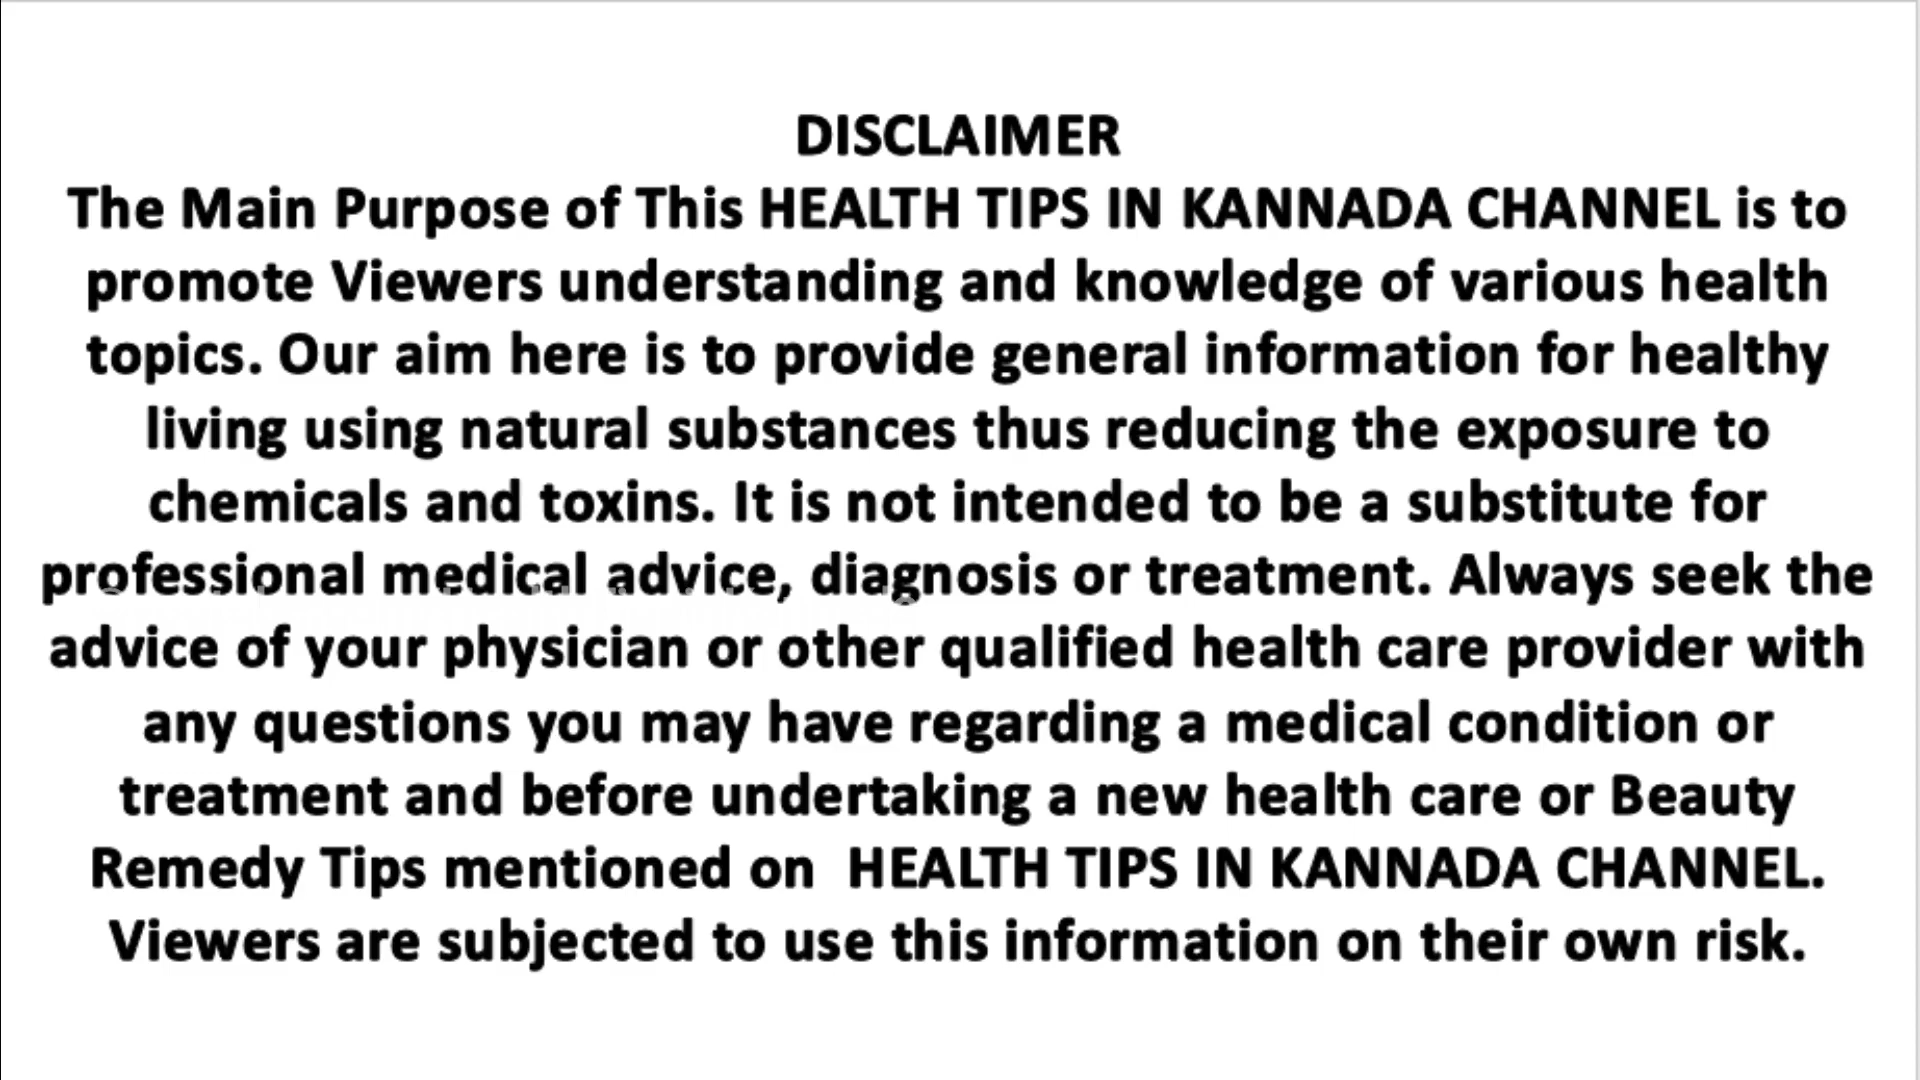 DISCLAIMER
The Main Purpose of This HEALTH TIPS IN KANNADA CHANNEL is to
promote Viewers understanding and knowledge of various health
topics. Our aim here is to provide general information for healthy
living using natural substances thus reducing the exposure to
chemicals and toxins. It is not intended to be a substitute for
professional medical advice, diagnosis or treatment. Always seek the
advice of your physician or other qualified health care provider with
any questions you may have regarding a medical condition or
treatment and before undertaking a new health care or Beauty
Remedy Tips mentioned on  HEALTH TIPS IN KANNADA CHANNEL.
Viewers are subjected to use this information on their own risk.